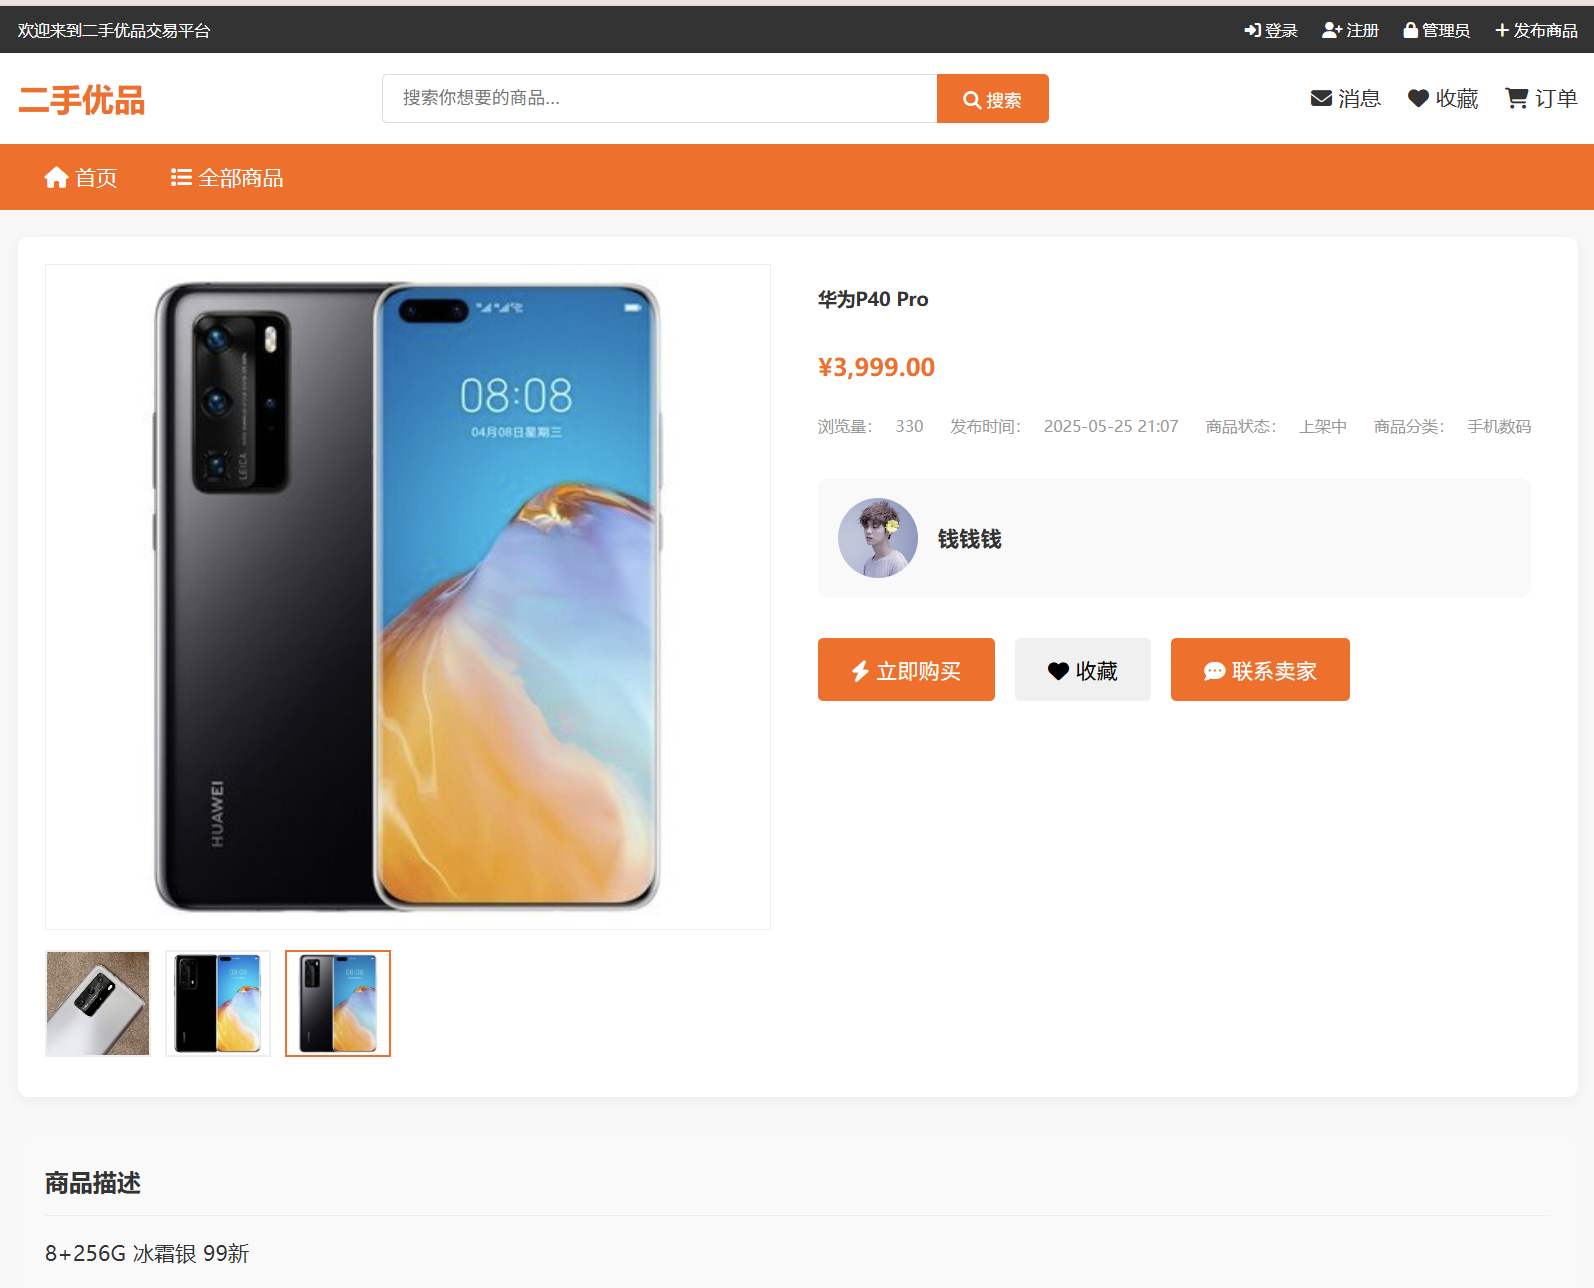 欢迎来到二手优品交易平台
登录 注册 管理员 发布商品
二手优品
搜索你想要的商品...
搜索
消息 收藏 订单
首页 全部商品
08:08
04月08日星期三
LEICA
HUAWEI
华为P40 Pro
¥3,999.00
浏览量： 330 发布时间： 2025-05-25 21:07 商品状态： 上架中 商品分类： 手机数码
钱钱钱
立即购买 收藏 联系卖家
08:08
08:08
商品描述
8+256G 冰霜银 99新